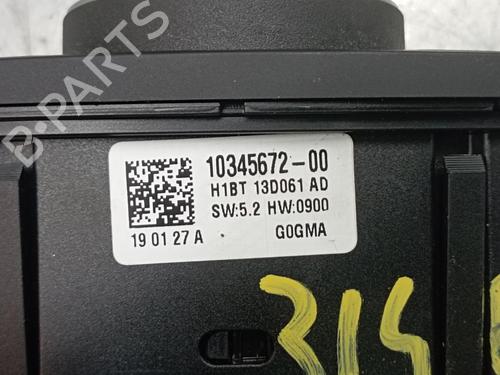 B-PARTS
10345672-00
H1BT 13D061 AD
SW:5.2 HW:0900
19 01 27 A
G0GMA